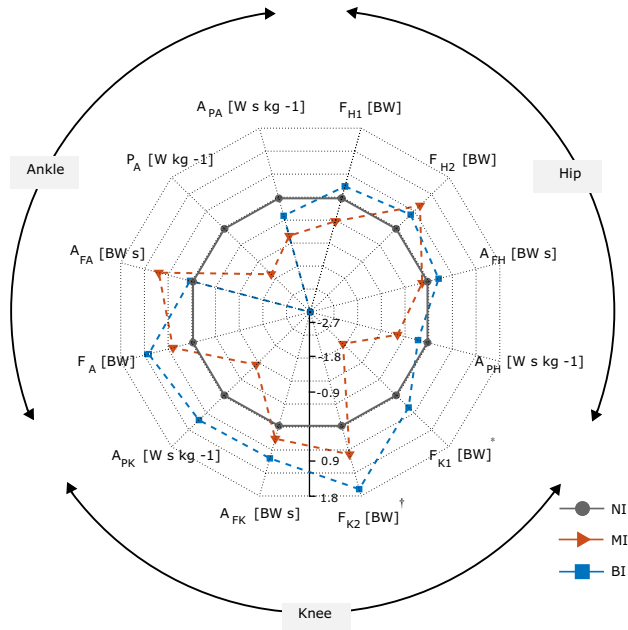 A PA [W s kg -1]
F H1 [BW]
P A [W kg -1]
F H2 [BW]
Ankle
Hip
A FA [BW s]
A FH [BW s]
-2.7
-1.8
F A [BW]
A PH [W s kg -1]
-0.9
A PK [W s kg -1]
F K1 [BW] *
0.9
1.8
A FK [BW s]
F K2 [BW] †
NI
MI
BI
Knee